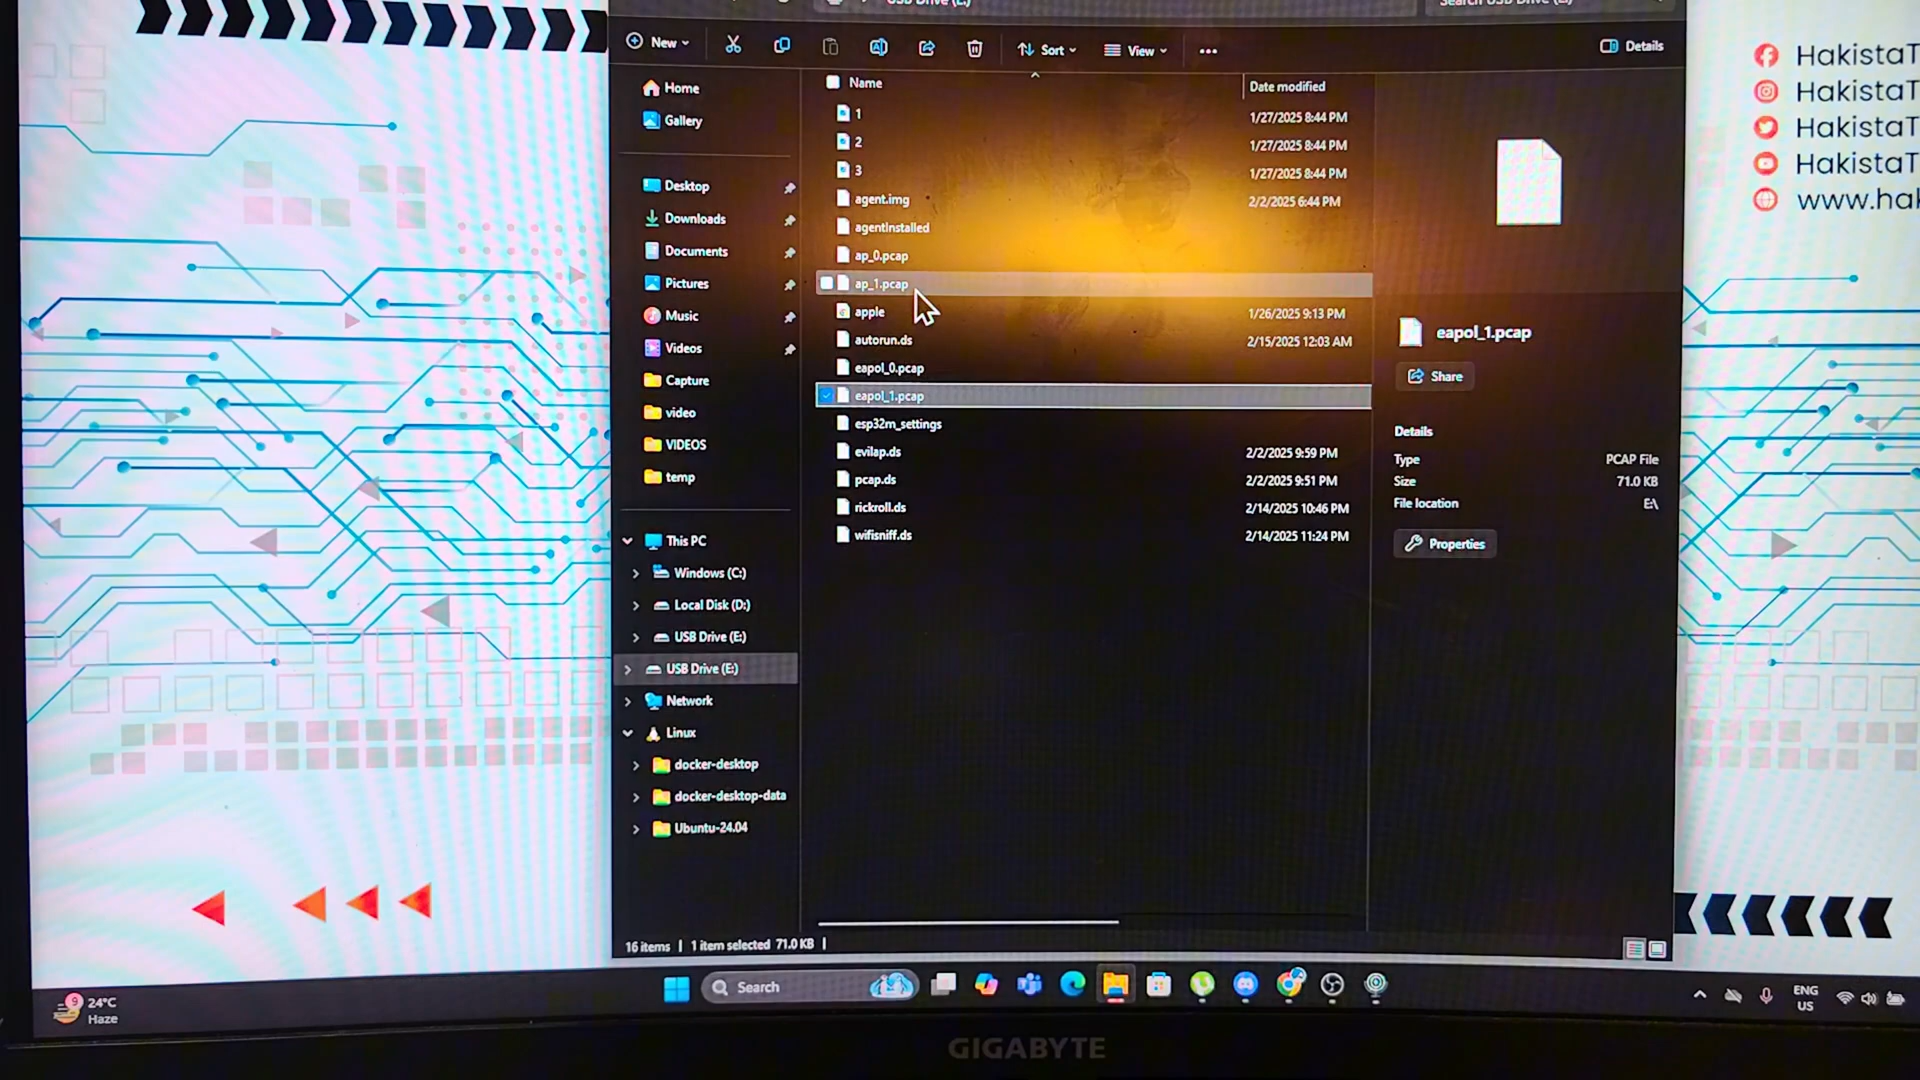 USB Drive (E:)
Search USB Drive (E:)
New
Sort
View
Details
Home
Gallery
Desktop
Downloads
Documents
Pictures
Music
Videos
Capture
video
VIDEOS
temp
This PC
Windows (C:)
Local Disk (D:)
USB Drive (E:)
USB Drive (E:)
Network
Linux
docker-desktop
docker-desktop-data
Ubuntu-24.04
Name Date modified
1 1/27/2025 8:44 PM
2 1/27/2025 8:44 PM
3 1/27/2025 8:44 PM
agent.img 2/2/2025 6:44 PM
agentInstalled
ap_0.pcap
ap_1.pcap
apple 1/26/2025 9:13 PM
autorun.ds 2/15/2025 12:03 AM
eapol_0.pcap
eapol_1.pcap
esp32m_settings
evilap.ds 2/2/2025 9:59 PM
pcap.ds 2/2/2025 9:51 PM
rickroll.ds 2/14/2025 10:46 PM
wifisniff.ds 2/14/2025 11:24 PM
eapol_1.pcap
Share
Details
Type PCAP File
Size 71.0 KB
File location E:\
Properties
HakistaT
HakistaT
HakistaT
HakistaT
www.hak
16 items | 1 item selected 71.0 KB |
9
24°C
Haze
Search
ENG
US
GIGABYTE